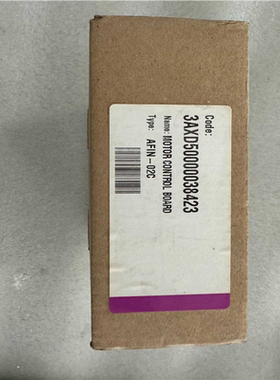 Code:
3AXD50000038423
Name: MOTOR CONTROL BOARD
Type: AFIN-02C